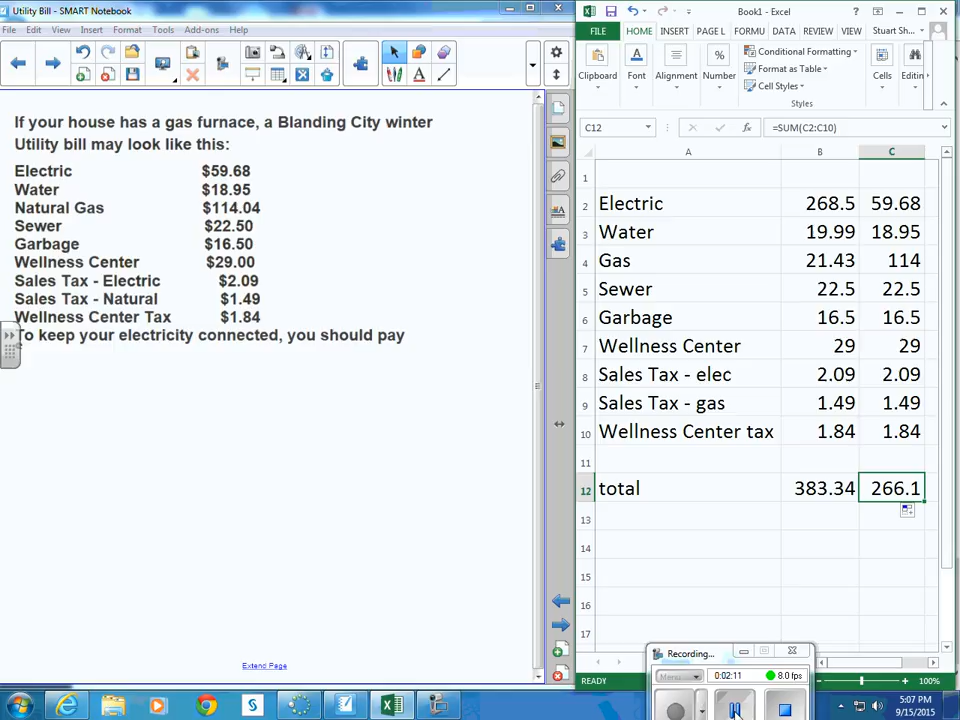 Utility Bill - SMART Notebook
File Edit View Insert Format Tools Add-ons Help
If your house has a gas furnace, a Blanding City winter
Utility bill may look like this:
Electric $59.68
Water $18.95
Natural Gas $114.04
Sewer $22.50
Garbage $16.50
Wellness Center $29.00
Sales Tax - Electric $2.09
Sales Tax - Natural $1.49
Wellness Center Tax $1.84
To keep your electricity connected, you should pay
Extend Page
Book1 - Excel
FILE HOME INSERT PAGE L FORMU DATA REVIEW VIEW Stuart Sh...
Clipboard Font Alignment Number
Conditional Formatting
Format as Table
Cell Styles
Styles
Cells Editin
C12 fx =SUM(C2:C10)
A B C
1
2 Electric 268.5 59.68
3 Water 19.99 18.95
4 Gas 21.43 114
5 Sewer 22.5 22.5
6 Garbage 16.5 16.5
7 Wellness Center 29 29
8 Sales Tax - elec 2.09 2.09
9 Sales Tax - gas 1.49 1.49
10 Wellness Center tax 1.84 1.84
11
12 total 383.34 266.1
13
14
15
16
17
Recording...
Menu 0:02:11 8.0 fps
READY 100%
5:07 PM
9/15/2015